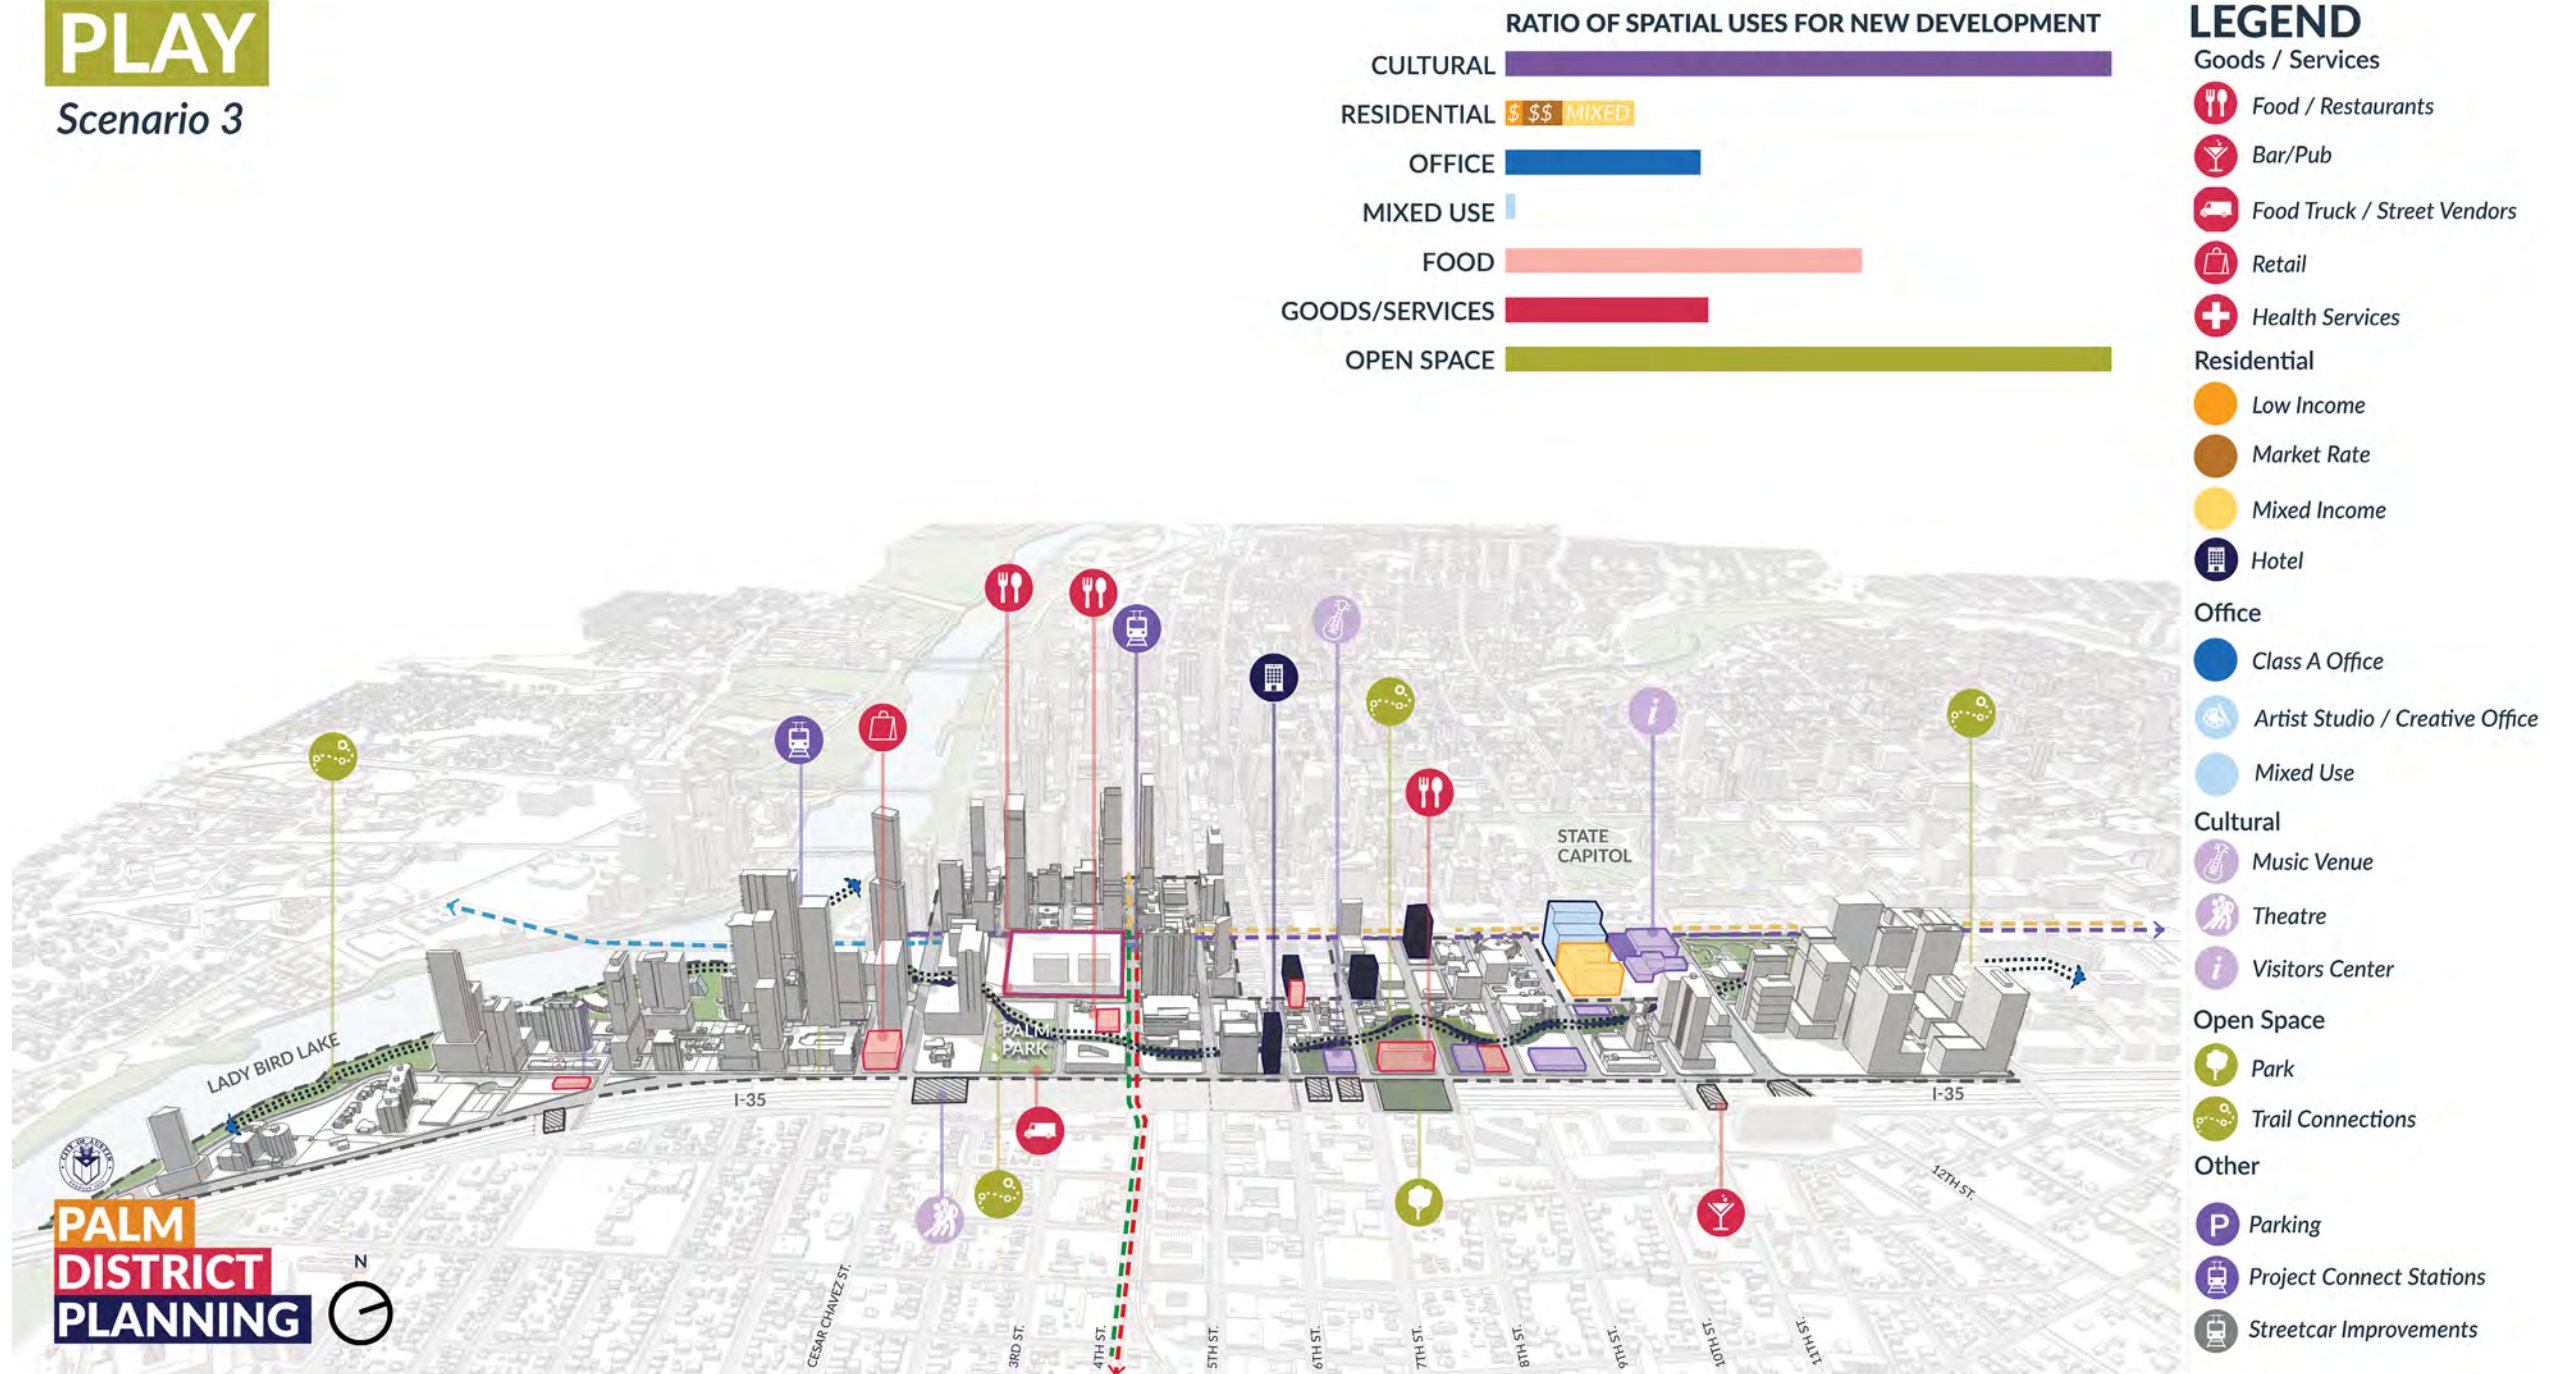 PLAY
Scenario 3
RATIO OF SPATIAL USES FOR NEW DEVELOPMENT
CULTURAL
RESIDENTIAL $ $$ MIXED
OFFICE
MIXED USE
FOOD
GOODS/SERVICES
OPEN SPACE
LEGEND
Goods / Services
Food / Restaurants
Bar/Pub
Food Truck / Street Vendors
Retail
Health Services
Residential
Low Income
Market Rate
Mixed Income
Hotel
Office
Class A Office
Artist Studio / Creative Office
Mixed Use
Cultural
Music Venue
Theatre
i Visitors Center
Open Space
Park
Trail Connections
Other
P Parking
Project Connect Stations
Streetcar Improvements
i
STATE
CAPITOL
PALM
PARK
LADY BIRD LAKE
I-35
I-35
12TH ST.
CESAR CHAVEZ ST.
3RD ST.
4TH ST.
5TH ST.
6TH ST.
7TH ST.
8TH ST.
9TH ST.
10TH ST.
11TH ST.
PALM
DISTRICT
PLANNING
N